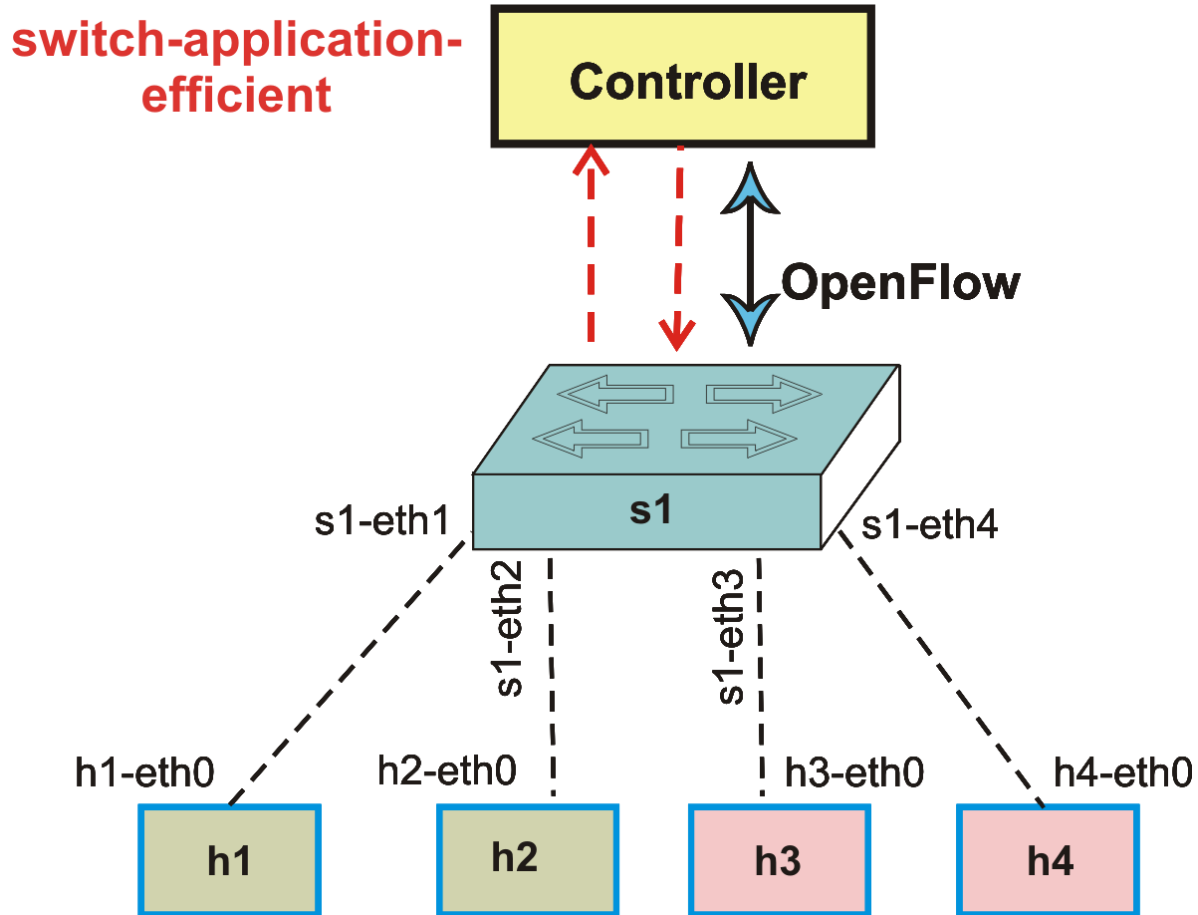 switch-application-
efficient
Controller
OpenFlow
s1
s1-eth1
s1-eth4
s1-eth2
s1-eth3
h1-eth0
h2-eth0
h3-eth0
h4-eth0
h1
h2
h3
h4